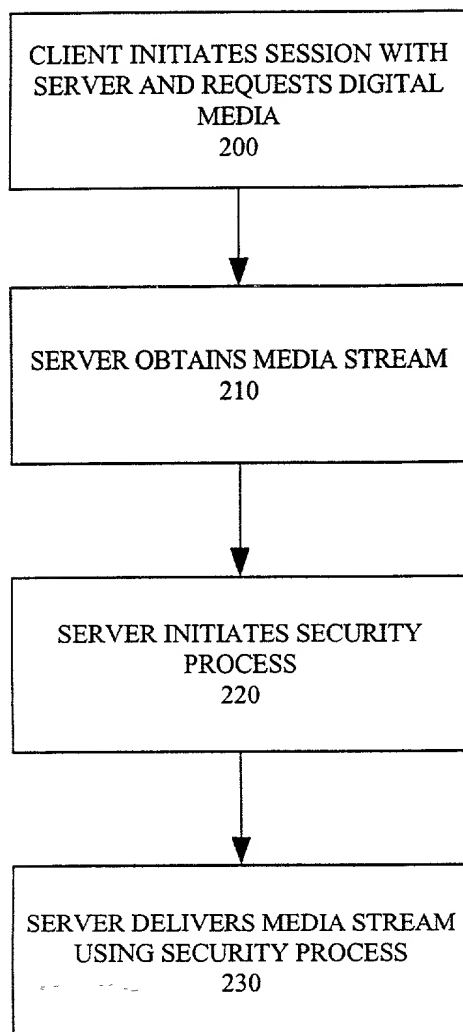 CLIENT INITIATES SESSION WITH
SERVER AND REQUESTS DIGITAL
MEDIA
200
SERVER OBTAINS MEDIA STREAM
210
SERVER INITIATES SECURITY
PROCESS
220
SERVER DELIVERS MEDIA STREAM
USING SECURITY PROCESS
230